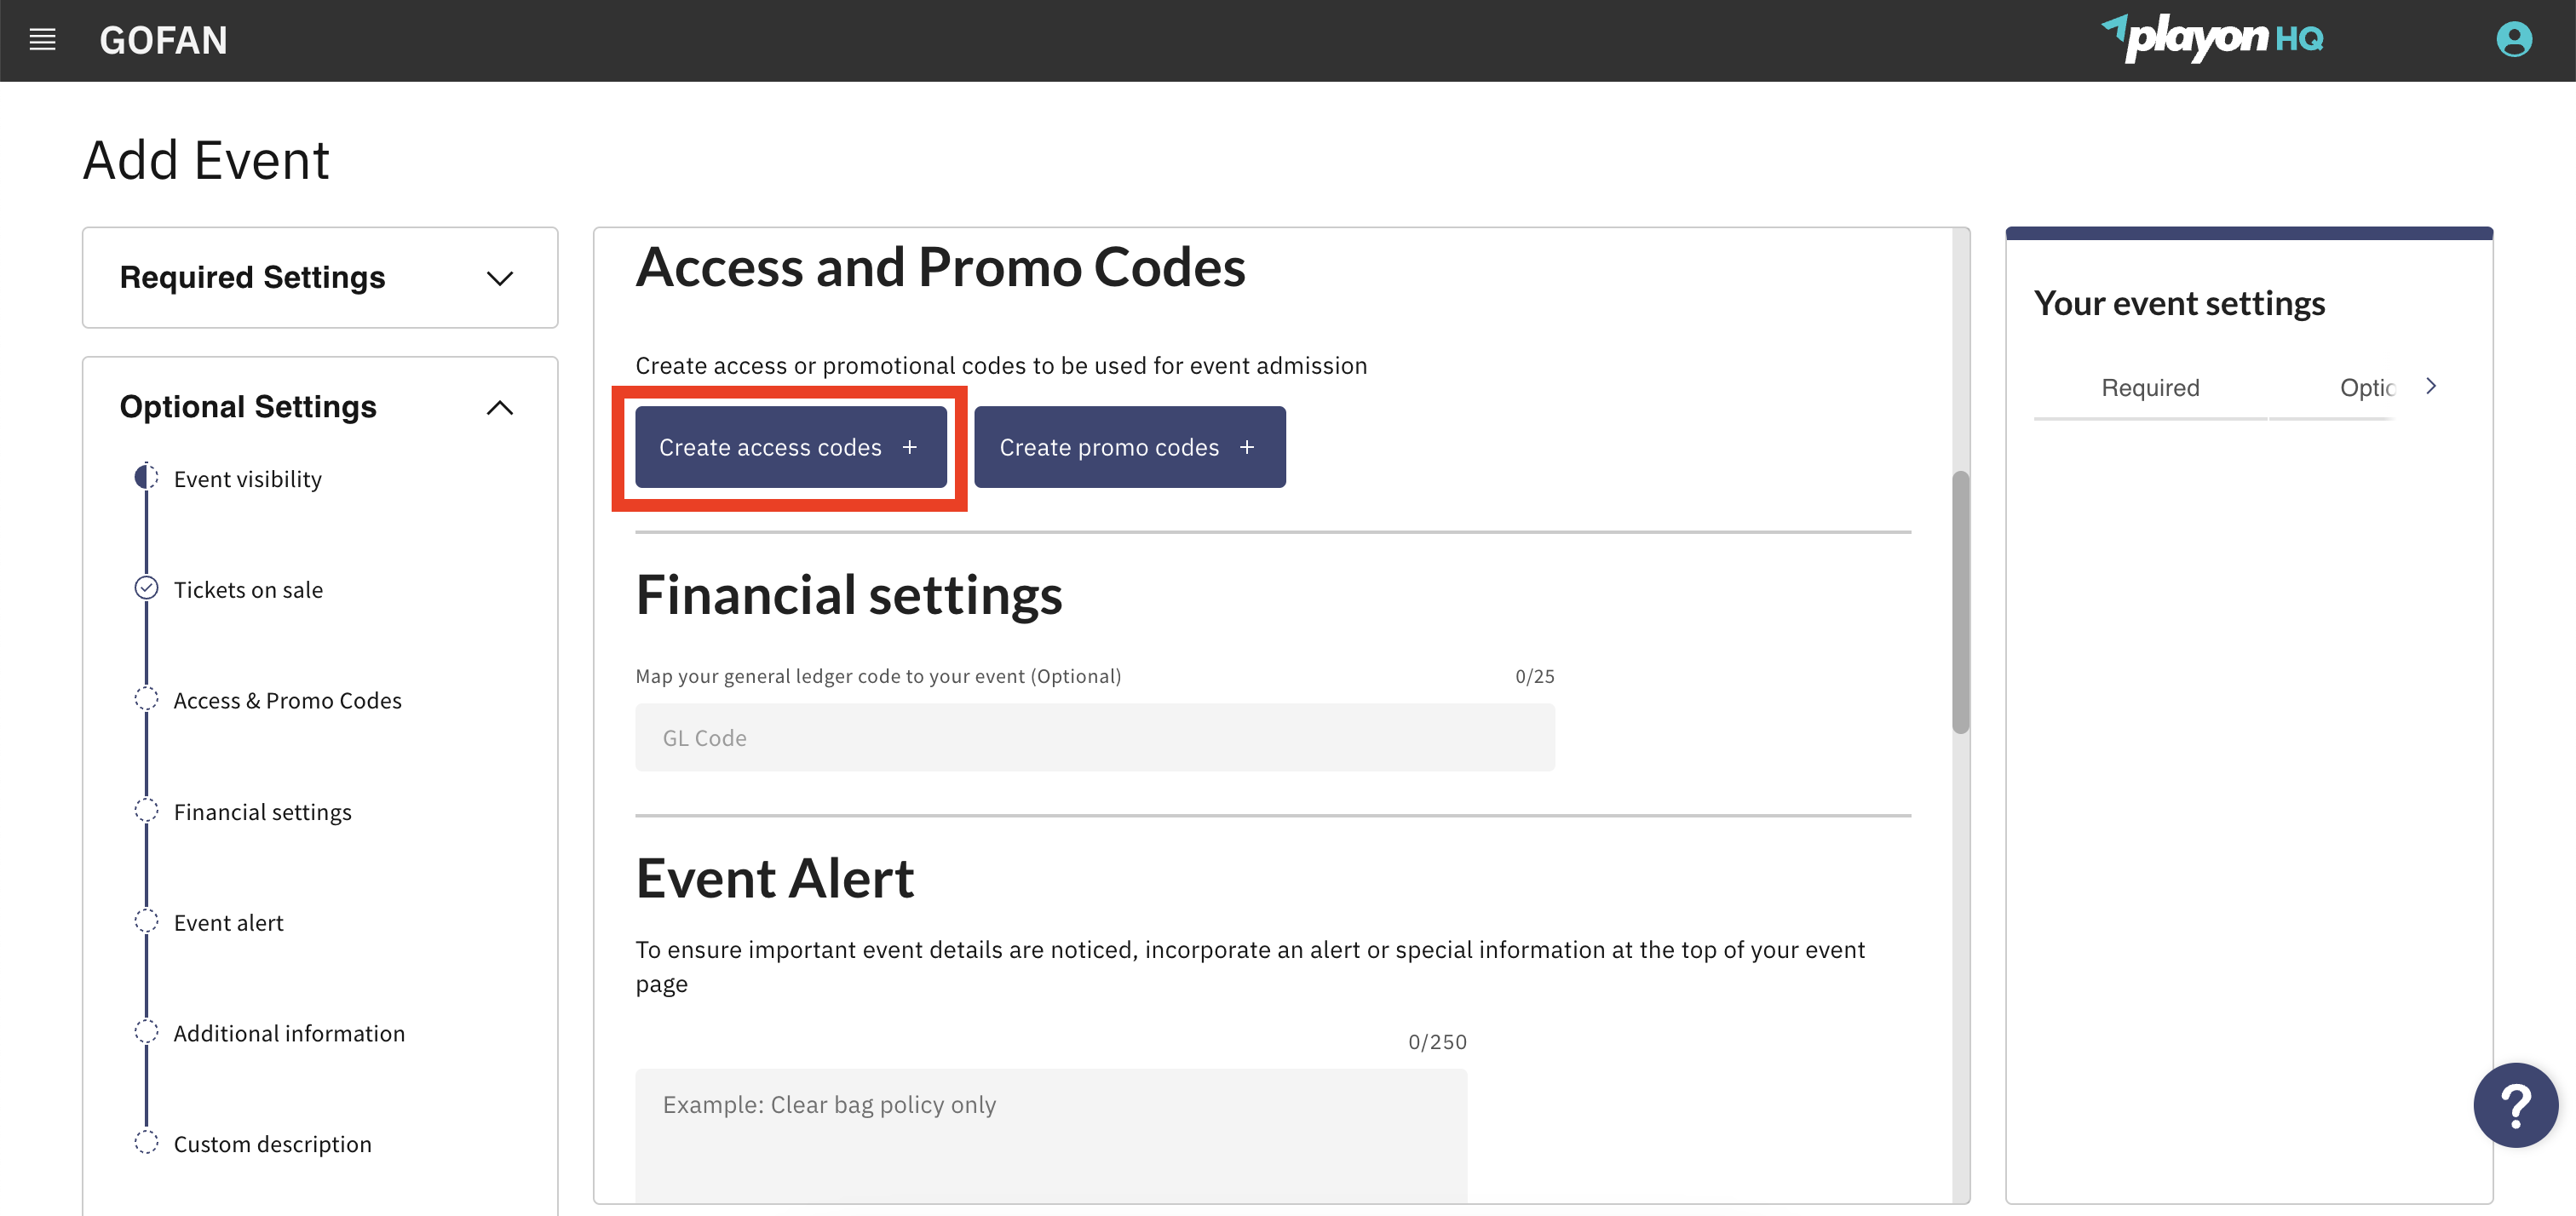 GOFAN
playon HQ
Add Event
Required Settings
Optional Settings
Event visibility
Tickets on sale
Access & Promo Codes
Financial settings
Event alert
Additional information
Custom description
Access and Promo Codes
Create access or promotional codes to be used for event admission
Create access codes +
Create promo codes +
Financial settings
Map your general ledger code to your event (Optional) 0/25
GL Code
Event Alert
To ensure important event details are noticed, incorporate an alert or special information at the top of your event
page
0/250
Example: Clear bag policy only
Your event settings
Required Optio
?